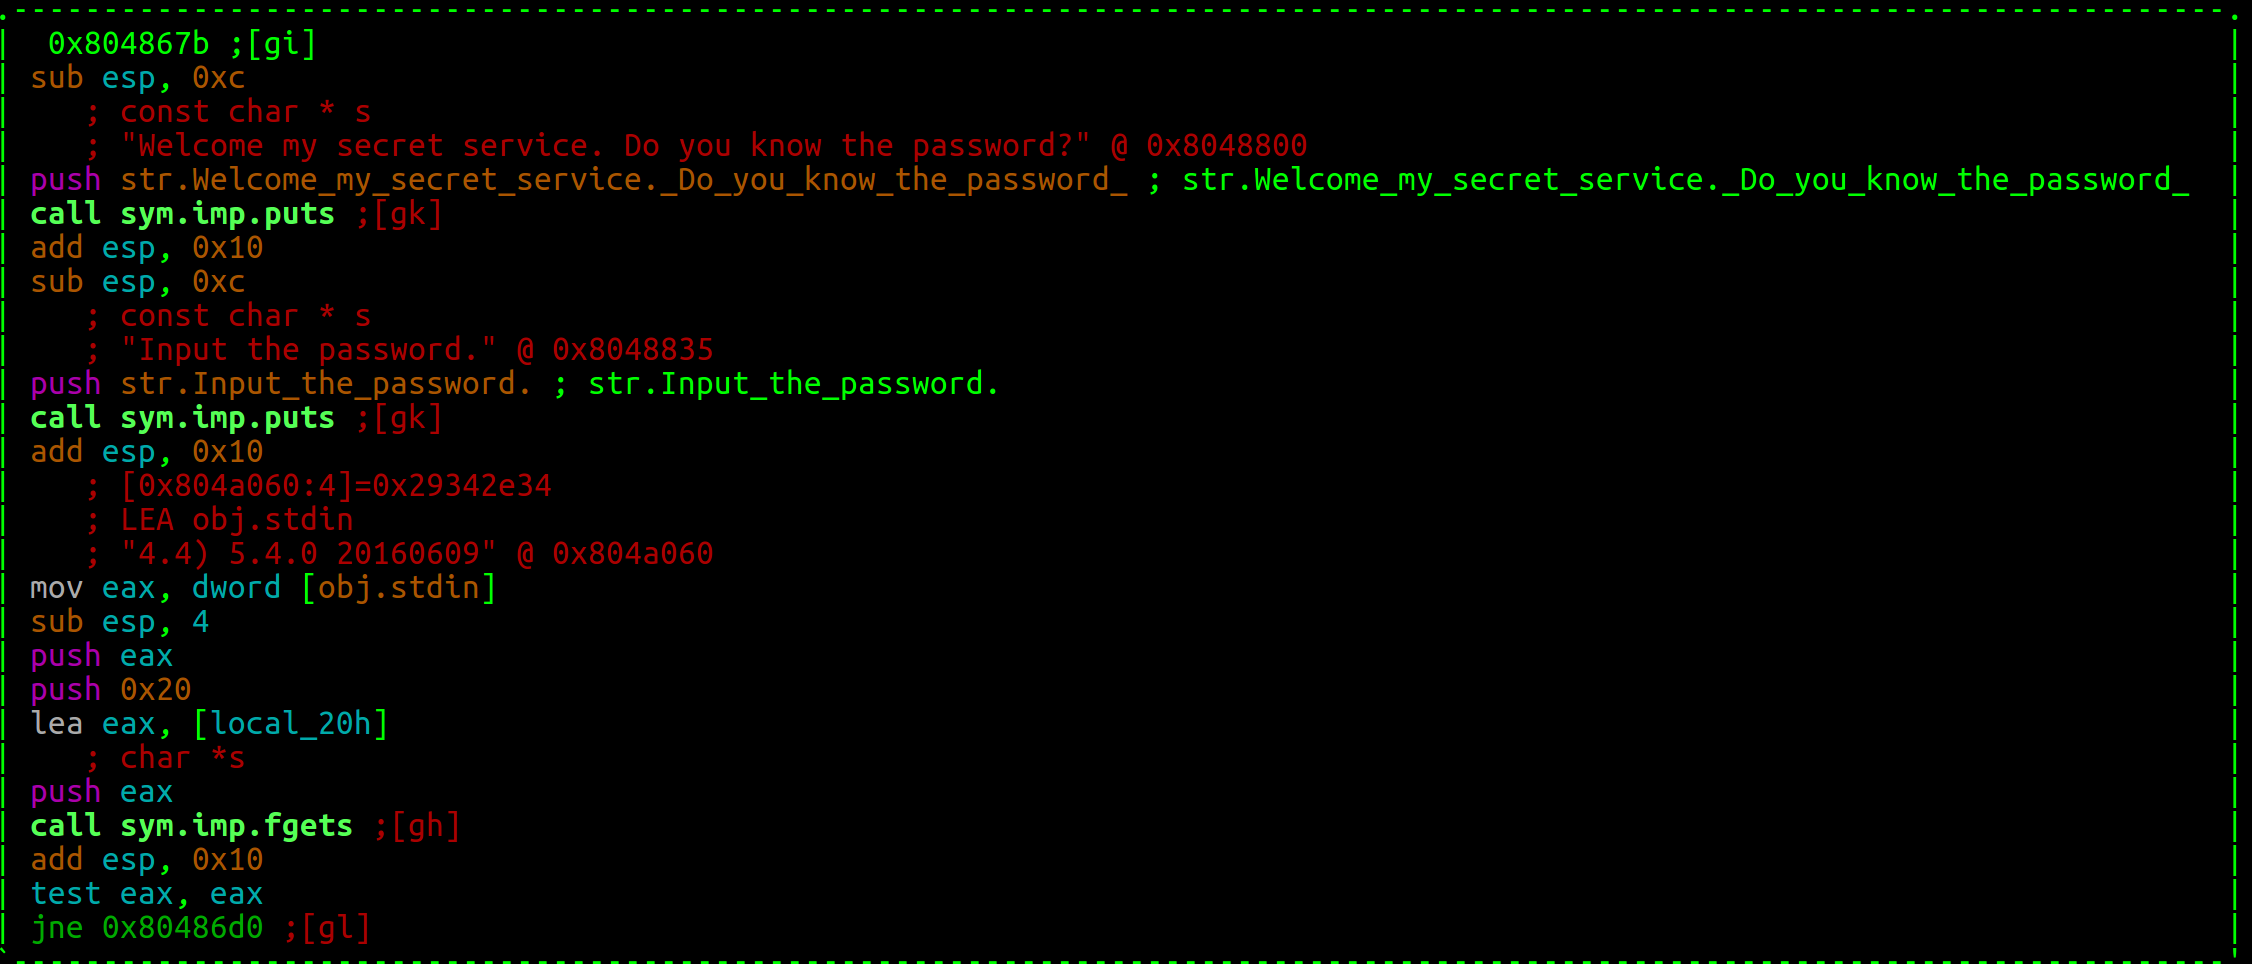 0x804867b ;[gi]
sub esp, 0xc
; const char * s
; "Welcome my secret service. Do you know the password?" @ 0x8048800
push str.Welcome_my_secret_service._Do_you_know_the_password_ ; str.Welcome_my_secret_service._Do_you_know_the_password_
call sym.imp.puts ;[gk]
add esp, 0x10
sub esp, 0xc
; const char * s
; "Input the password." @ 0x8048835
push str.Input_the_password. ; str.Input_the_password.
call sym.imp.puts ;[gk]
add esp, 0x10
; [0x804a060:4]=0x29342e34
; LEA obj.stdin
; "4.4) 5.4.0 20160609" @ 0x804a060
mov eax, dword [obj.stdin]
sub esp, 4
push eax
push 0x20
lea eax, [local_20h]
; char *s
push eax
call sym.imp.fgets ;[gh]
add esp, 0x10
test eax, eax
jne 0x80486d0 ;[gl]